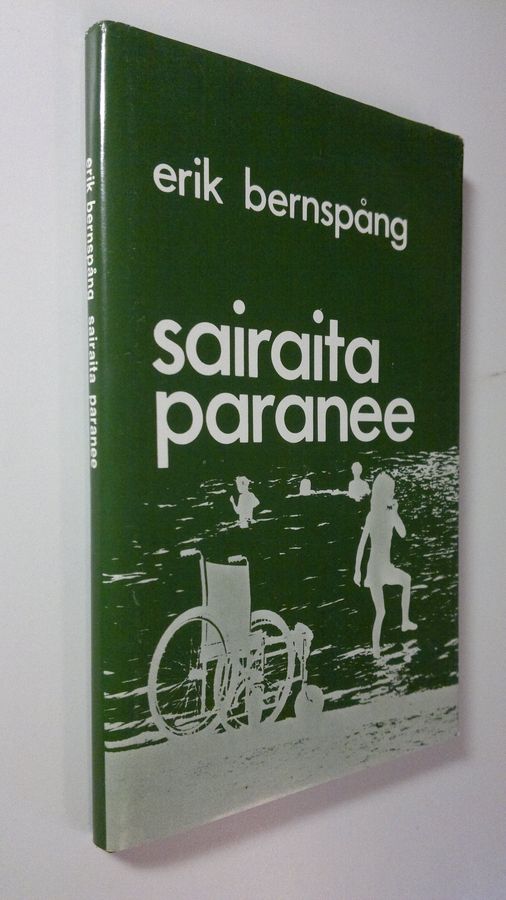 erik bernspång
sairaita
paranee
erik bernspång sairaita paranee